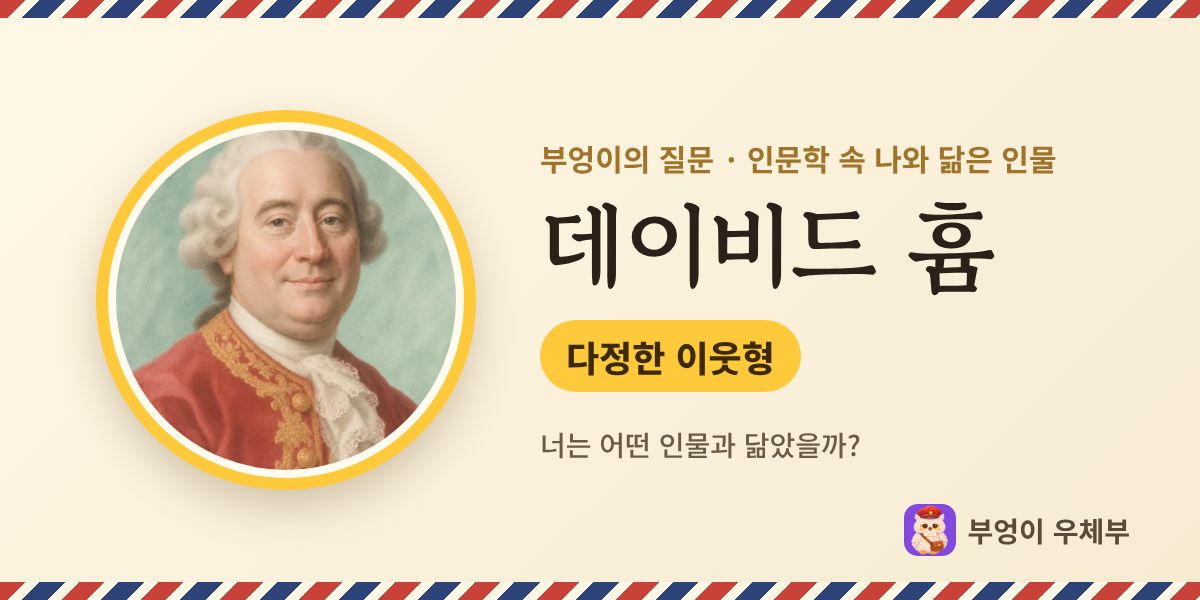 부엉이의 질문 · 인문학 속 나와 닮은 인물
데이비드 흄
다정한 이웃형
너는 어떤 인물과 닮았을까?
부엉이 우체부